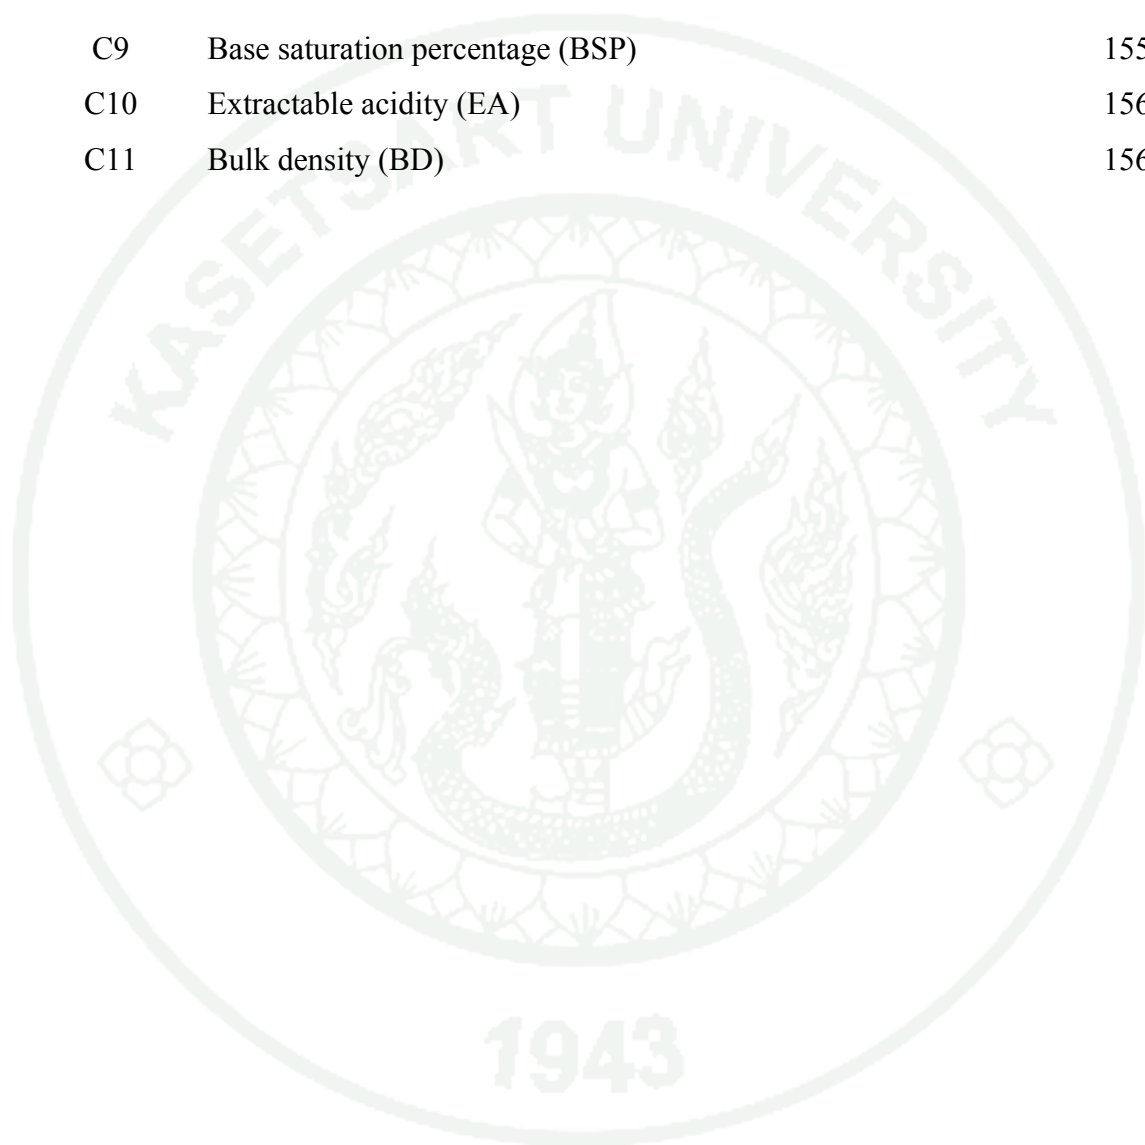 C9 Base saturation percentage (BSP) 155
C10 Extractable acidity (EA) 156
C11 Bulk density (BD) 156
KASETSART UNIVERSITY
1943